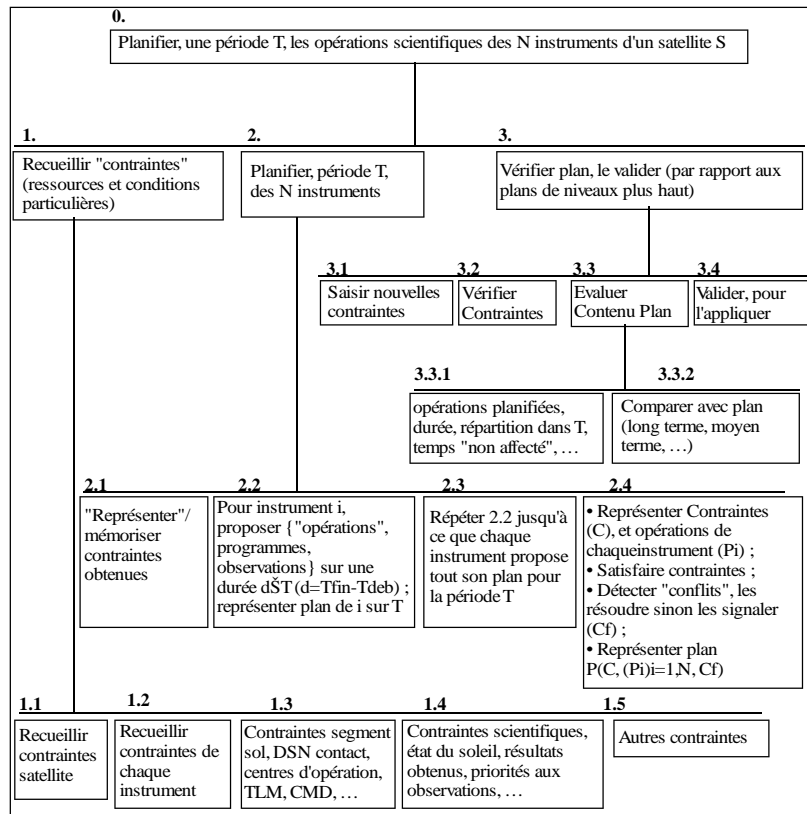 0.
Planifier, une période T, les opérations scientifiques des N instruments d'un satellite S
1.
Recueillir "contraintes"
(ressources et conditions
particulières)
2.
Planifier, période T,
des N instruments
3.
Vérifier plan, le valider (par rapport aux
plans de niveaux plus haut)
3.1
Saisir nouvelles
contraintes
3.2
Vérifier
Contraintes
3.3
Evaluer
Contenu Plan
3.4
Valider, pour
l'appliquer
3.3.1
opérations planifiées,
durée, répartition dans T,
temps "non affecté", …
3.3.2
Comparer avec plan
(long terme, moyen
terme, …)
2.1
"Représenter"/
mémoriser
contraintes
obtenues
2.2
Pour instrument i,
proposer {"opérations",
programmes,
observations} sur une
durée dŠT (d=Tfin-Tdeb) ;
représenter plan de i sur T
2.3
Répéter 2.2 jusqu'à
ce que chaque
instrument propose
tout son plan pour
la période T
2.4
• Représenter Contraintes
(C), et opérations de
chaqueinstrument (Pi) ;
• Satisfaire contraintes ;
• Détecter "conflits", les
résoudre sinon les signaler
(Cf) ;
• Représenter plan
P(C, (Pi)i=1,N, Cf)
1.1
Recueillir
contraintes
satellite
1.2
Recueillir
contraintes de
chaque
instrument
1.3
Contraintes segment
sol, DSN contact,
centres d'opération,
TLM, CMD, …
1.4
Contraintes scientifiques,
état du soleil, résultats
obtenus, priorités aux
observations, …
1.5
Autres contraintes